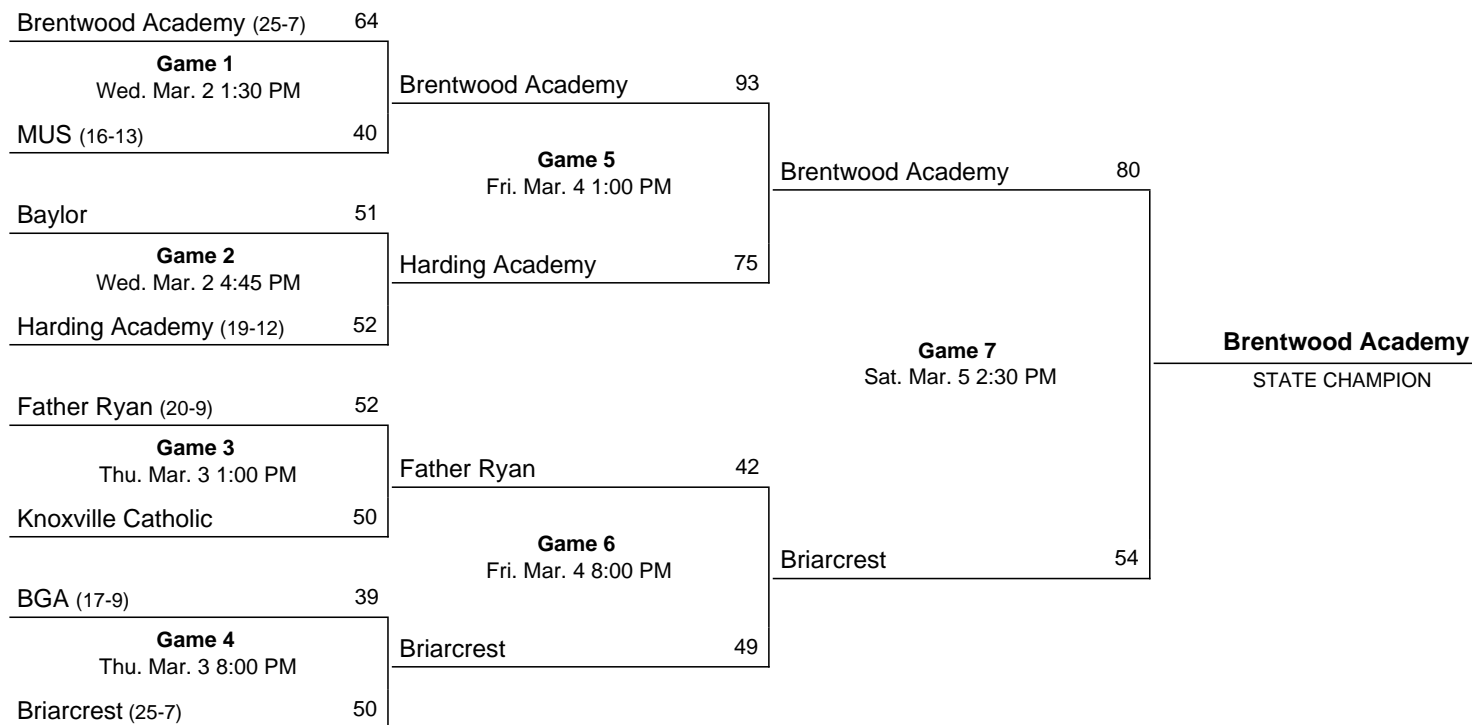 Brentwood Academy (25-7) 64
Game 1
Wed. Mar. 2 1:30 PM
MUS (16-13) 40
Baylor 51
Game 2
Wed. Mar. 2 4:45 PM
Harding Academy (19-12) 52
Father Ryan (20-9) 52
Game 3
Thu. Mar. 3 1:00 PM
Knoxville Catholic 50
BGA (17-9) 39
Game 4
Thu. Mar. 3 8:00 PM
Briarcrest (25-7) 50
Brentwood Academy 93
Game 5
Fri. Mar. 4 1:00 PM
Harding Academy 75
Father Ryan 42
Game 6
Fri. Mar. 4 8:00 PM
Briarcrest 49
Brentwood Academy 80
Game 7
Sat. Mar. 5 2:30 PM
Briarcrest 54
Brentwood Academy
STATE CHAMPION